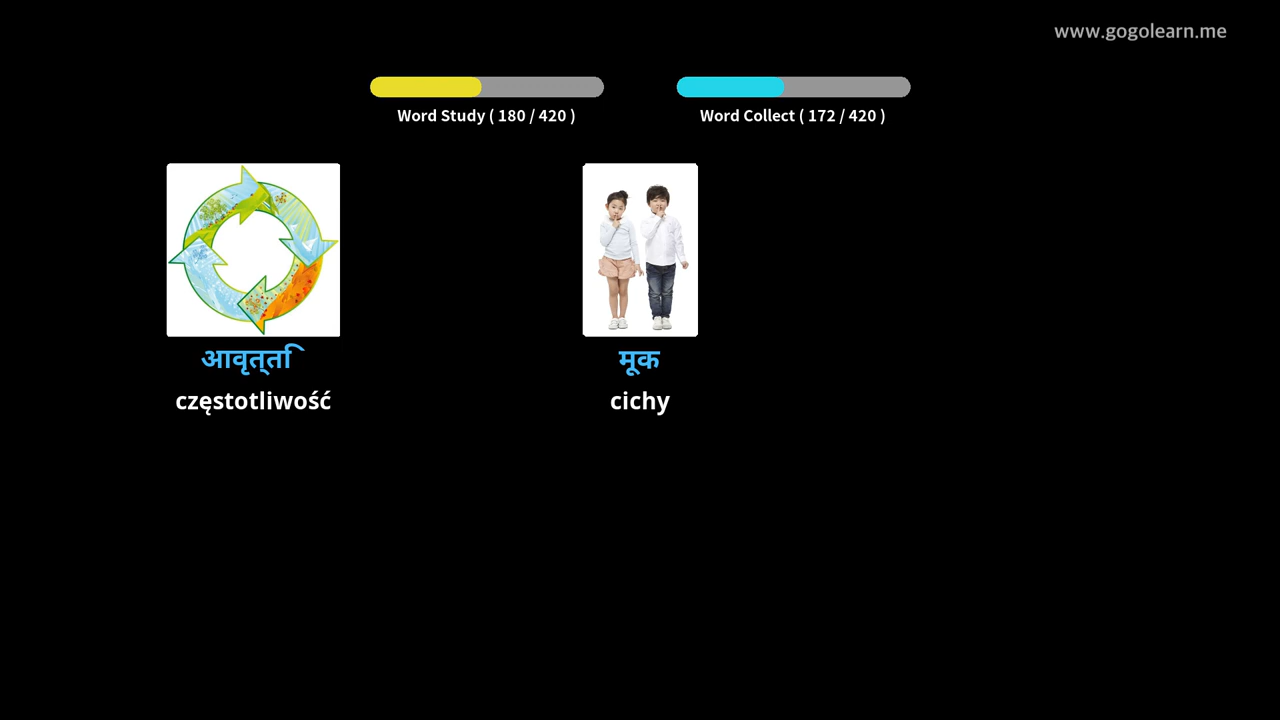 www.gogolearn.me
Word Study ( 180 / 420 )
Word Collect ( 172 / 420 )
आवृत्ति
मूक
częstotliwość
cichy